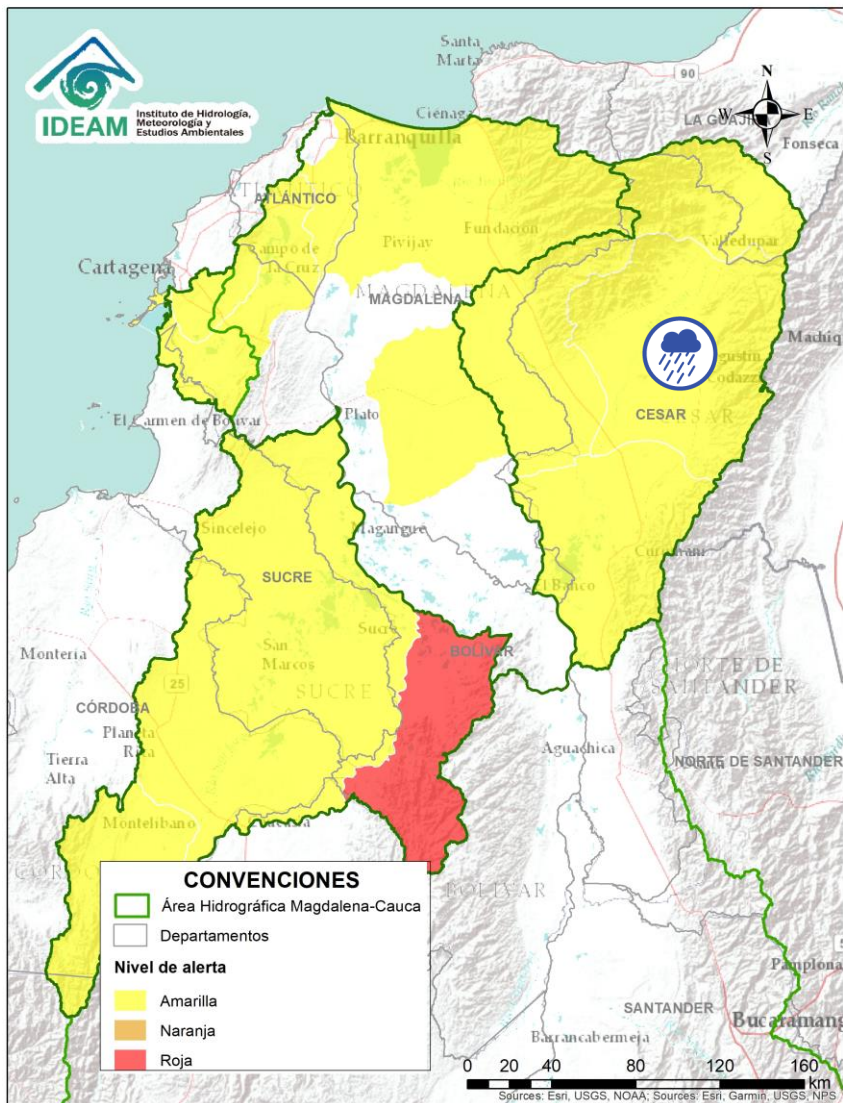 IDEAM
Instituto de Hidrología,
Meteorología y
Estudios Ambientales
Santa
Marta
90
N
W
E
S
LA GUAJIRA
Fonseca
Ciénaga
Barranquilla
ATLÁNTICO
Valledupar
Campo de
la Cruz
Pivijay
Fundación
Cartagena
MAGDALENA
CESAR
El Carmen de Bolívar
Plato
Sincelejo
Magangue
El Banco
SUCRE
Sucre
San
Marcos
SUCRE
BOLÍVAR
Montería
25
CÓRDOBA
Planeta
Rica
Tierra
Alta
Aguachica
NORTE DE
SANTANDER
NORTE DE SANTANDER
Montelibano
BOLÍVAR
CONVENCIONES
Área Hidrográfica Magdalena-Cauca
Departamentos
Nivel de alerta
Amarilla
Naranja
Roja
SANTANDER
Pamplona
Bucaramang
Barrancabermeja
0 20 40 80 120 160
km
Sources: Esri, USGS, NOAA; Sources: Esri, Garmin, USGS, NPS